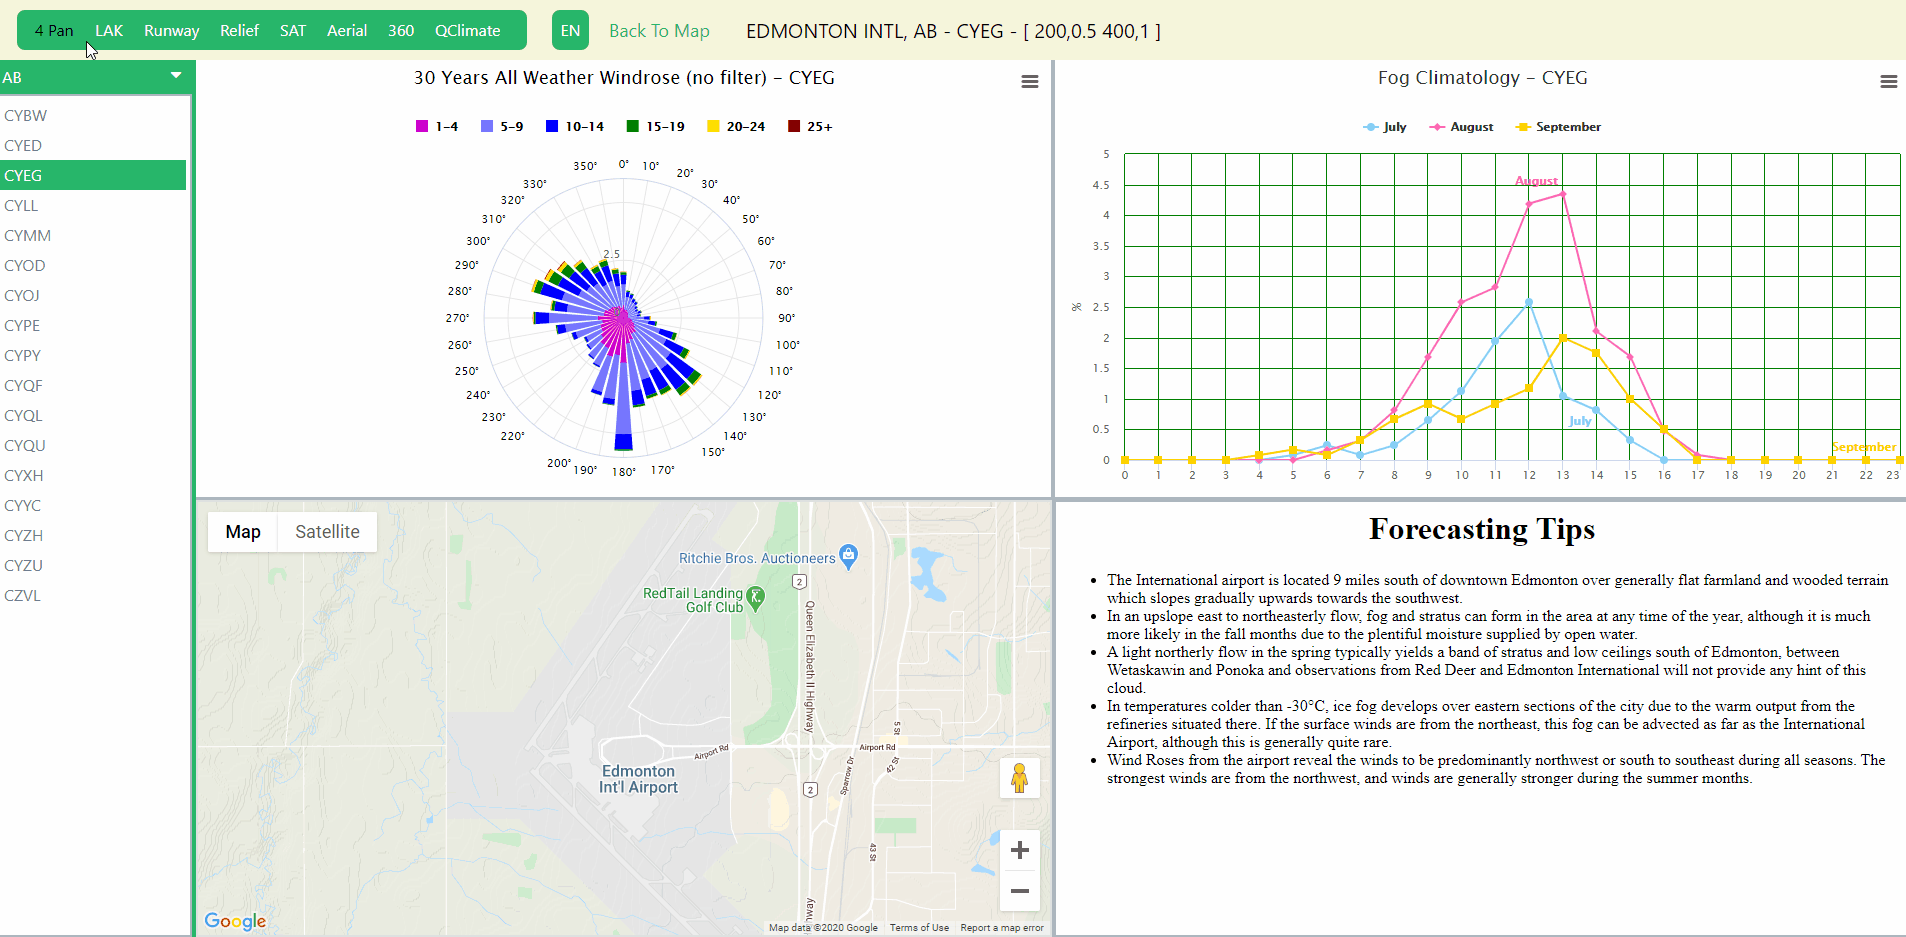 4 Pan LAK Runway Relief SAT Aerial 360 QClimate EN Back To Map EDMONTON INTL, AB - CYEG - [ 200,0.5 400,1 ]
AB
CYBW
CYED
CYEG
CYLL
CYMM
CYOD
CYOJ
CYPE
CYPY
CYQF
CYQL
CYQU
CYXH
CYYC
CYZH
CYZU
CZVL
30 Years All Weather Windrose (no filter) – CYEG
1–4 5–9 10–14 15–19 20–24 25+
0°
10°
20°
30°
40°
50°
60°
70°
80°
90°
100°
110°
120°
130°
140°
150°
170°
180°
190°
200°
220°
230°
240°
250°
260°
270°
280°
290°
300°
310°
320°
330°
350°
2.5
Fog Climatology – CYEG
July August September
5
4.5
4
3.5
3
2.5
2
1.5
1
0.5
0
%
August
July
September
0 1 2 3 4 5 6 7 8 9 10 11 12 13 14 15 16 17 18 19 20 21 22 23
Map Satellite
Ritchie Bros. Auctioneers
RedTail Landing
Golf Club
2
Queen Elizabeth II Highway
5 St
Airport Rd
Airport Rd
42 St
Sparrow Dr
Edmonton
Int'l Airport
2
43 St
way
Google
Map data ©2020 Google Terms of Use Report a map error
Forecasting Tips
The International airport is located 9 miles south of downtown Edmonton over generally flat farmland and wooded terrain
which slopes gradually upwards towards the southwest.
In an upslope east to northeasterly flow, fog and stratus can form in the area at any time of the year, although it is much
more likely in the fall months due to the plentiful moisture supplied by open water.
A light northerly flow in the spring typically yields a band of stratus and low ceilings south of Edmonton, between
Wetaskawin and Ponoka and observations from Red Deer and Edmonton International will not provide any hint of this
cloud.
In temperatures colder than -30°C, ice fog develops over eastern sections of the city due to the warm output from the
refineries situated there. If the surface winds are from the northeast, this fog can be advected as far as the International
Airport, although this is generally quite rare.
Wind Roses from the airport reveal the winds to be predominantly northwest or south to southeast during all seasons. The
strongest winds are from the northwest, and winds are generally stronger during the summer months.